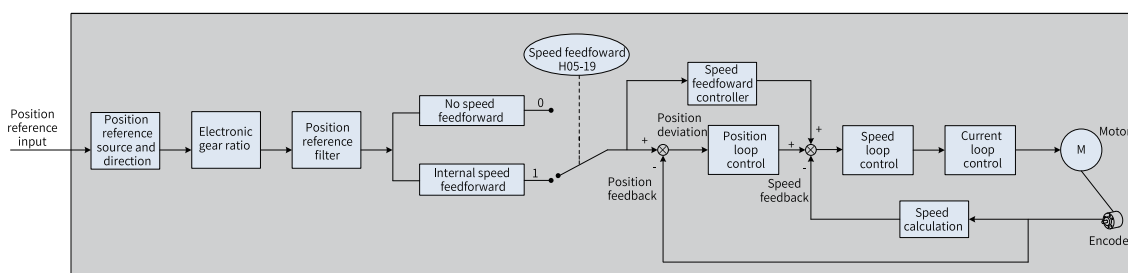 Speed feedfoward
H05-19
Position
reference
input
Position
reference
source and
direction
Electronic
gear ratio
Position
reference
filter
No speed
feedforward
0
Internal speed
feedforward
1
Speed
feedfoward
controller
Position
deviation
+
-
Position
feedback
Position
loop
control
+
+
-
Speed
feedback
Speed
loop
control
Current
loop
control
Motor
M
Speed
calculation
Encode